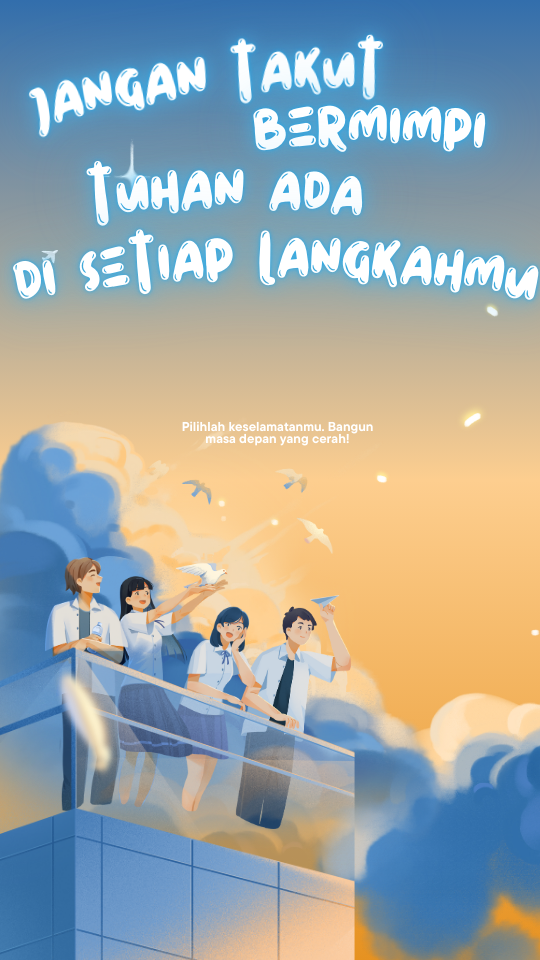 JANGAN TAKUT
BERMIMPI
TUHAN ADA
DI SETIAP LANGKAHMU
Pilihlah keselamatanmu. Bangun
masa depan yang cerah!